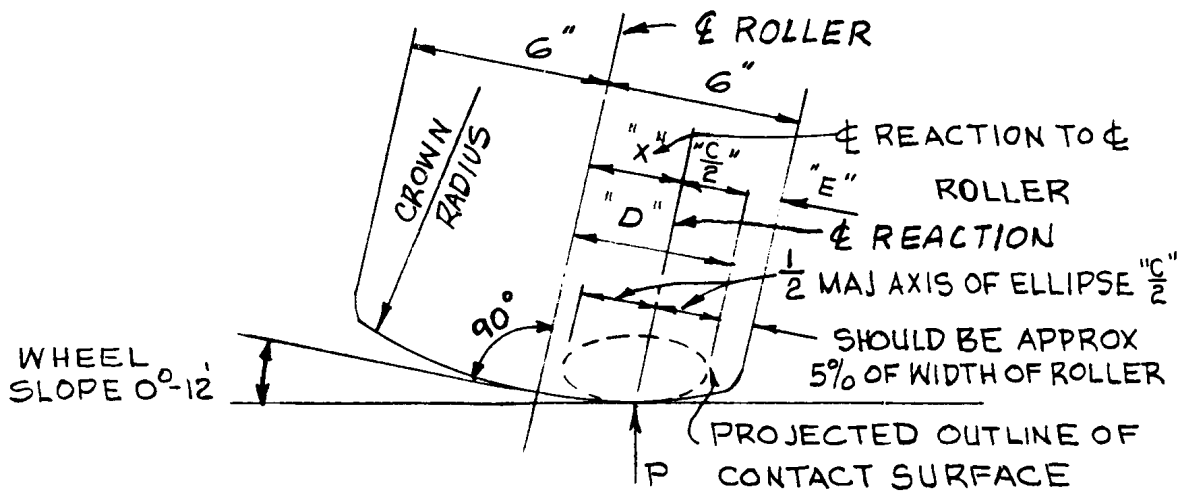 6"
℄ ROLLER
6"
CROWN
RADIUS
"X"
"C/2"
℄ REACTION TO ℄
ROLLER
"E"
"D"
℄ REACTION
1/2 MAJ AXIS OF ELLIPSE "C/2"
90°
SHOULD BE APPROX
5% OF WIDTH OF ROLLER
WHEEL
SLOPE 0°-12'
PROJECTED OUTLINE OF
CONTACT SURFACE
P